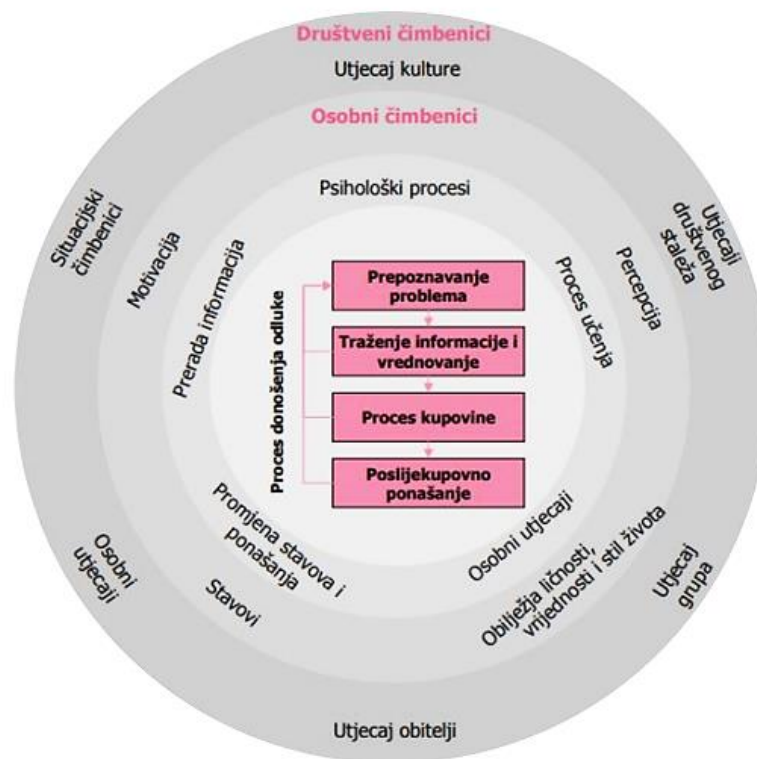 Društveni čimbenici
Utjecaj kulture
Osobni čimbenici
Psihološki procesi
Situacijski
čimbenici
Motivacija
Prerada informacija
Proces donošenja odluke
Prepoznavanje
problema
Traženje informacije i
vrednovanje
Proces kupovine
Poslijekupovno
ponašanje
Proces učenja
Percepcija
Utjecaji
društvenog
staleža
Promjena stavova i
ponašanja
Osobni utjecaji
Stavovi
Obilježja ličnosti,
vrijednosti i stil života
Osobni
utjecaji
Utjecaj
grupa
Utjecaj obitelji